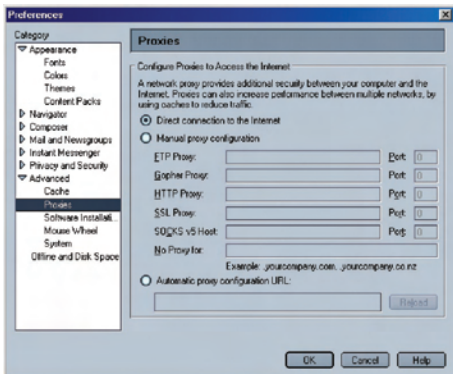 Preferences
Category
Appearance
Fonts
Colors
Themes
Content Packs
Navigator
Composer
Mail and Newsgroups
Instant Messenger
Privacy and Security
Advanced
Cache
Proxies
Software Installati...
Mouse Wheel
System
Offline and Disk Space
Proxies
Configure Proxies to Access the Internet
A network proxy provides additional security between your computer and the
Internet. Proxies can also increase performance between multiple networks, by
using caches to reduce traffic.
Direct connection to the Internet
Manual proxy configuration
FTP Proxy: Port: 0
Gopher Proxy: Port: 0
HTTP Proxy: Port: 0
SSL Proxy: Port: 0
SOCKS v5 Host: Port: 0
No Proxy for:
Example: .yourcompany.com, .yourcompany.co.nz
Automatic proxy configuration URL:
Reload
OK Cancel Help